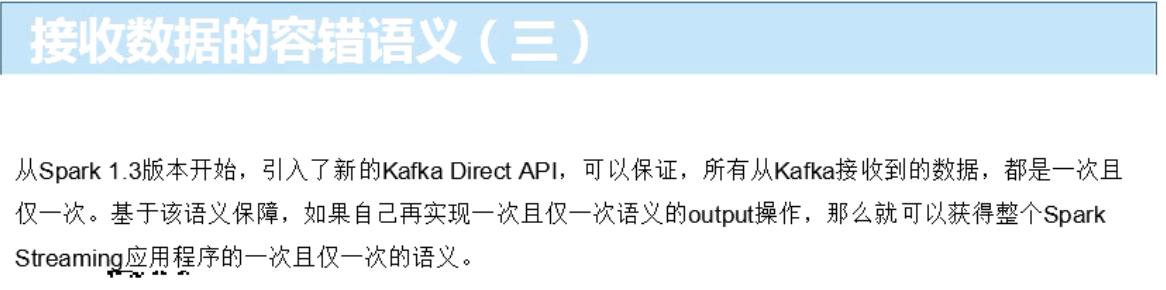 接收数据的容错语义（三）
从Spark 1.3版本开始，引入了新的Kafka Direct API，可以保证，所有从Kafka接收到的数据，都是一次且
仅一次。基于该语义保障，如果自己再实现一次且仅一次语义的output操作，那么就可以获得整个Spark
Streaming应用程序的一次且仅一次的语义。